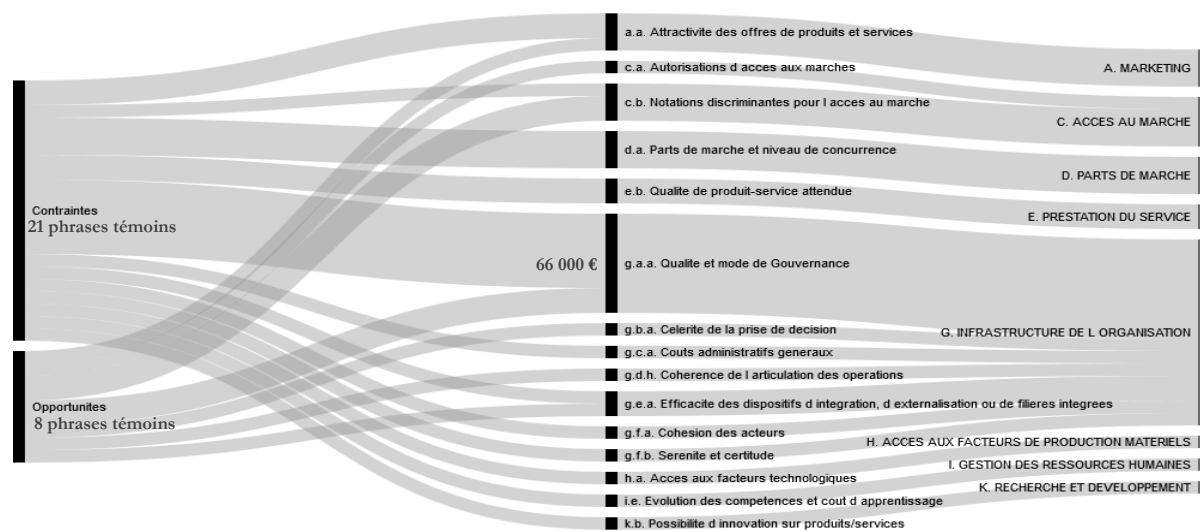 Contraintes
21 phrases témoins
Opportunites
8 phrases témoins
66 000 €
a.a. Attractivite des offres de produits et services
c.a. Autorisations d acces aux marches
c.b. Notations discriminantes pour l acces au marche
d.a. Parts de marche et niveau de concurrence
e.b. Qualite de produit-service attendue
g.a.a. Qualite et mode de Gouvernance
g.b.a. Celerite de la prise de decision
g.c.a. Couts administratifs generaux
g.d.h. Coherence de l articulation des operations
g.e.a. Efficacite des dispositifs d integration, d externalisation ou de filieres integrees
g.f.a. Cohesion des acteurs
g.f.b. Serenite et certitude
h.a. Acces aux facteurs technologiques
i.e. Evolution des competences et cout d apprentissage
k.b. Possibilite d innovation sur produits/services
A. MARKETING
C. ACCES AU MARCHE
D. PARTS DE MARCHE
E. PRESTATION DU SERVICE
G. INFRASTRUCTURE DE L ORGANISATION
H. ACCES AUX FACTEURS DE PRODUCTION MATERIELS
I. GESTION DES RESSOURCES HUMAINES
K. RECHERCHE ET DEVELOPPEMENT